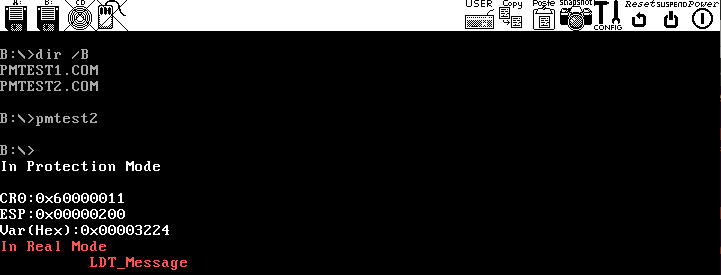 A: B: CD USER Copy Paste Snapshot CONFIG Reset SUSPEND Power
B:\>dir /B
PMTEST1.COM
PMTEST2.COM
B:\>pmtest2
B:\>
In Protection Mode
CR0:0x60000011
ESP:0x00000200
Var(Hex):0x00003224
In Real Mode
LDT_Message